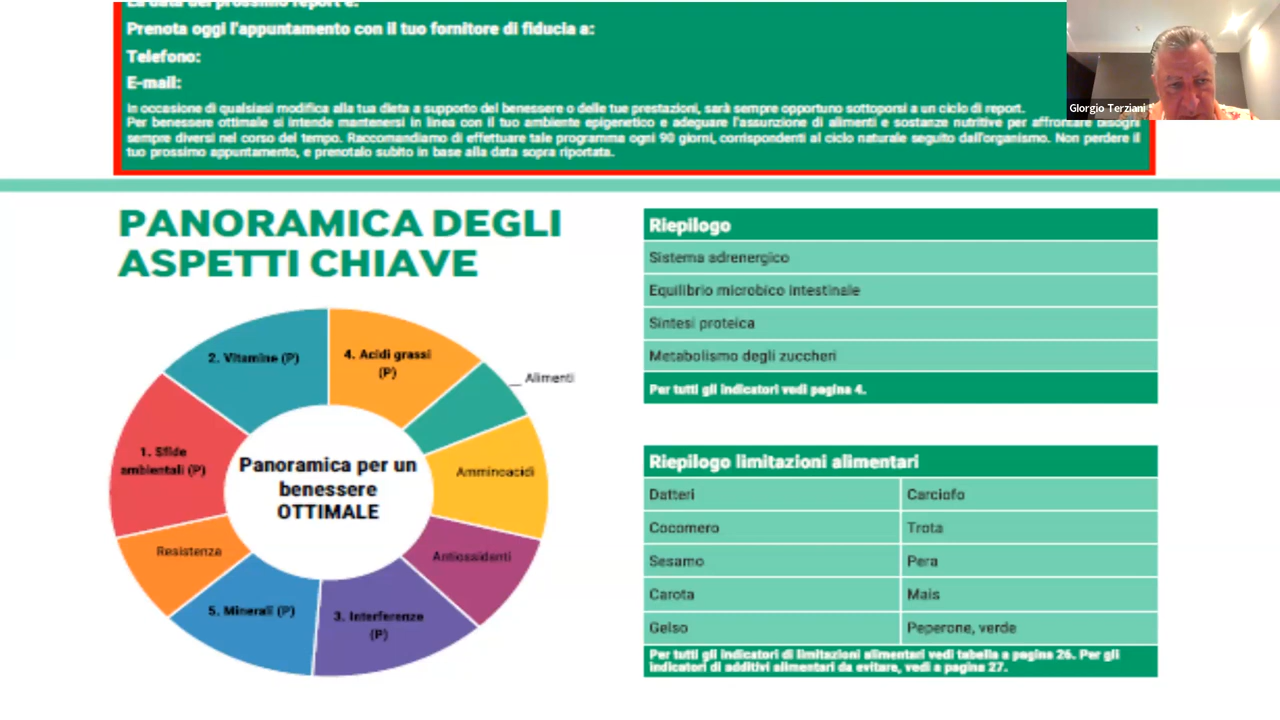 La data del prossimo report è:
Prenota oggi l'appuntamento con il tuo fornitore di fiducia a:
Telefono:
E-mail:
In occasione di qualsiasi modifica alla tua dieta a supporto del benessere o delle tue prestazioni, sarà sempre opportuno sottoporsi a un ciclo di report.
Per benessere ottimale si intende mantenersi in linea con il tuo ambiente epigenetico e adeguare l'assunzione di alimenti e sostanze nutritive per affrontare bisogni
sempre diversi nel corso del tempo. Raccomandiamo di effettuare tale programma ogni 90 giorni, corrispondenti al ciclo naturale seguito dall'organismo. Non perdere il
tuo prossimo appuntamento, e prenotalo subito in base alla data sopra riportata.
GIorgio Terziani
PANORAMICA DEGLI
ASPETTI CHIAVE
2. Vitamine (P)
4. Acidi grassi
(P)
__ Alimenti
1. Sfide
ambientali (P)
Amminoacidi
Panoramica per un
benessere
OTTIMALE
Resistenza
Antiossidanti
5. Minerali (P)
3. Interferenze
(P)
Riepilogo
Sistema adrenergico
Equilibrio microbico intestinale
Sintesi proteica
Metabolismo degli zuccheri
Per tutti gli indicatori vedi pagina 4.
Riepilogo limitazioni alimentari
Datteri Carciofo
Cocomero Trota
Sesamo Pera
Carota Mais
Gelso Peperone, verde
Per tutti gli indicatori di limitazioni alimentari vedi tabella a pagina 26. Per gli
indicatori di additivi alimentari da evitare, vedi a pagina 27.